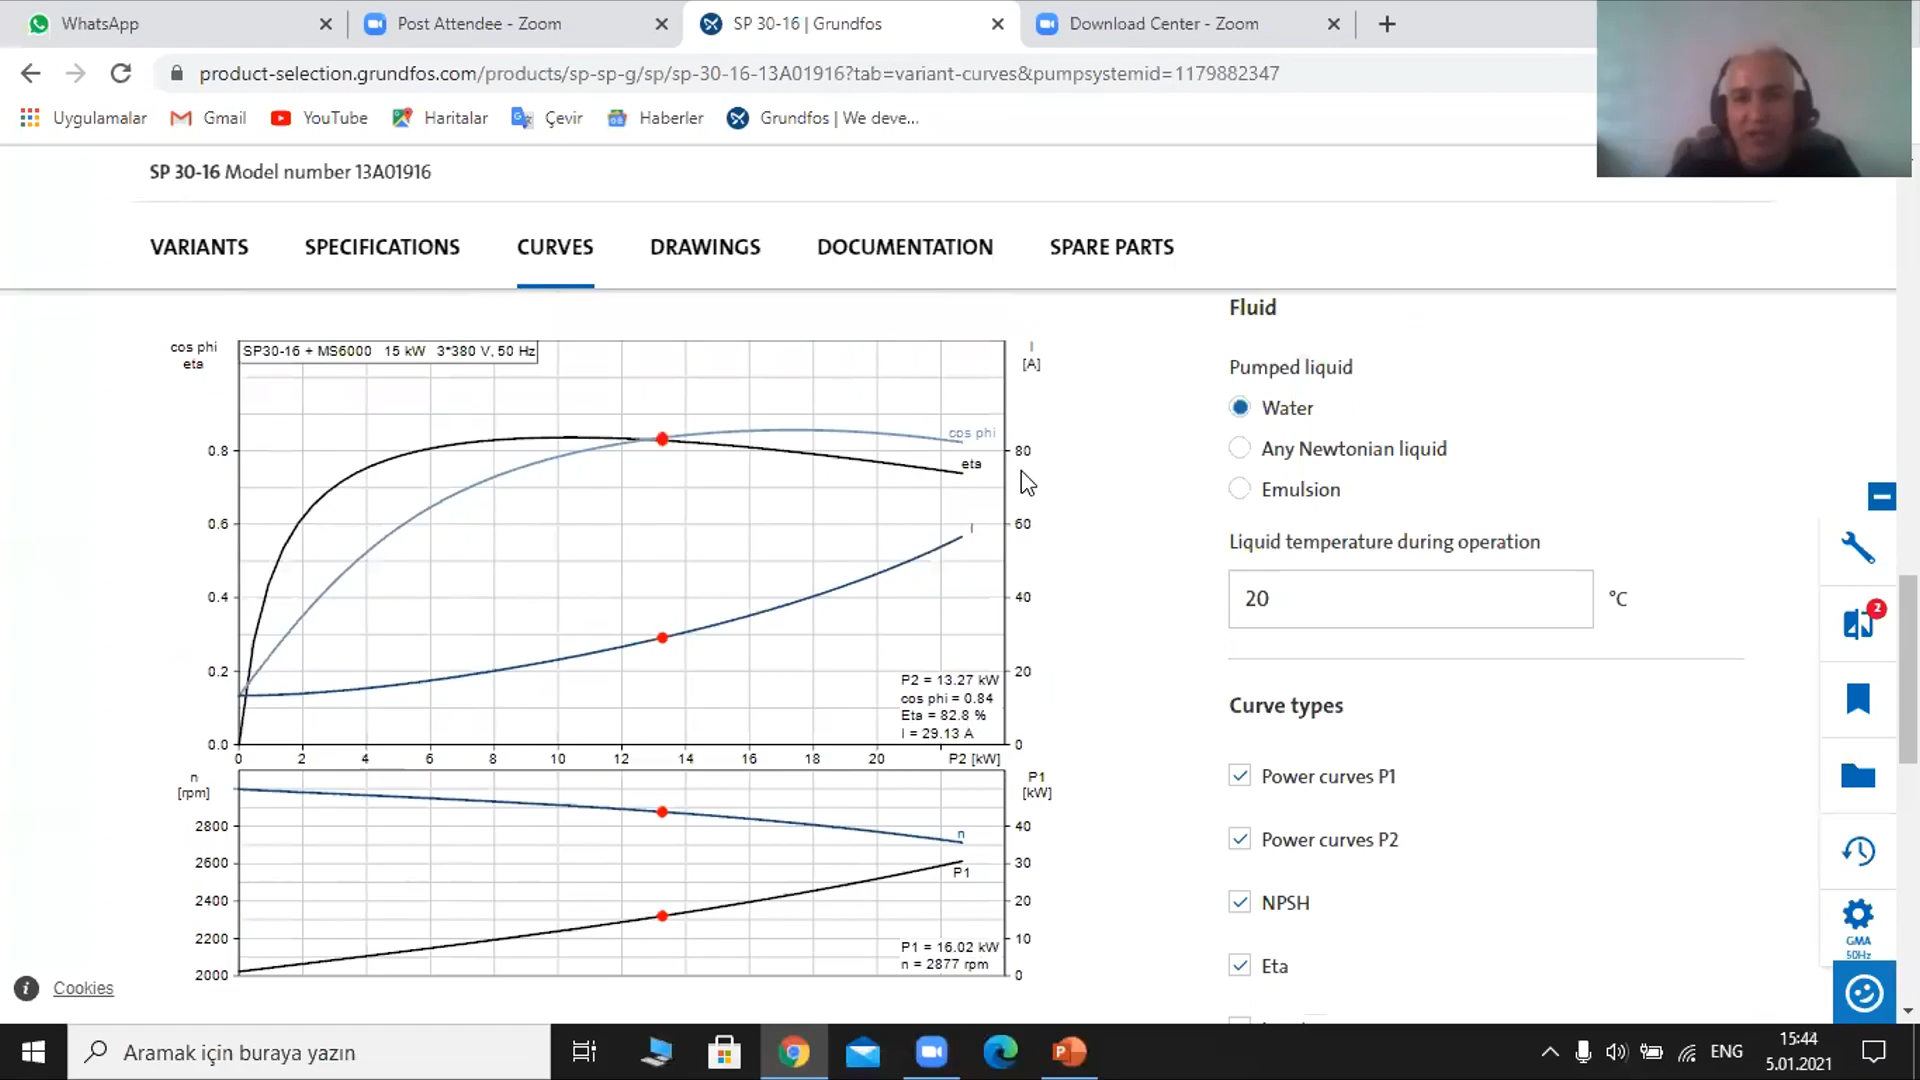 WhatsApp
Post Attendee - Zoom
SP 30-16 | Grundfos
Download Center - Zoom
product-selection.grundfos.com/products/sp-sp-g/sp/sp-30-16-13A01916?tab=variant-curves&pumpsystemid=1179882347
Uygulamalar
Gmail
YouTube
Haritalar
Çevir
Haberler
Grundfos | We deve...
SP 30-16 Model number 13A01916
VARIANTS
SPECIFICATIONS
CURVES
DRAWINGS
DOCUMENTATION
SPARE PARTS
cos phi
eta
SP30-16 + MS6000 15 kW 3*380 V, 50 Hz
I
[A]
0.8
0.6
0.4
0.2
0.0
cos phi
eta
I
80
60
40
20
0
P2 = 13.27 kW
cos phi = 0.84
Eta = 82.8 %
I = 29.13 A
0 2 4 6 8 10 12 14 16 18 20 P2 [kW]
n
[rpm]
P1
[kW]
2800
2600
2400
2200
2000
n
P1
40
30
20
10
0
P1 = 16.02 kW
n = 2877 rpm
Fluid
Pumped liquid
Water
Any Newtonian liquid
Emulsion
Liquid temperature during operation
20 °C
Curve types
Power curves P1
Power curves P2
NPSH
Eta
2
GMA
50Hz
Cookies
Aramak için buraya yazın
ENG
15:44
5.01.2021